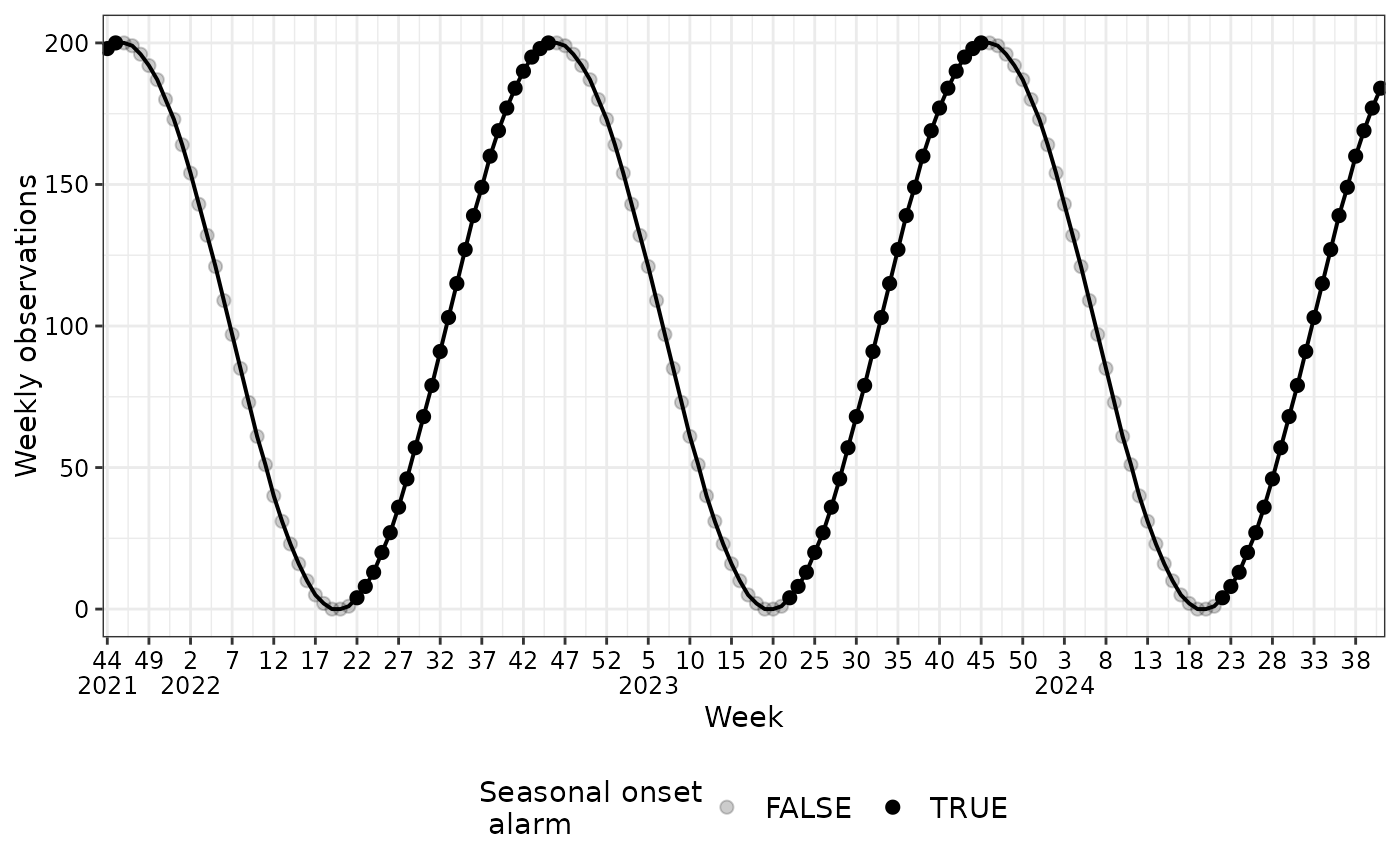 200
150
100
50
0
Weekly observations
44 49 2 7 12 17 22 27 32 37 42 47 52 5 10 15 20 25 30 35 40 45 50 3 8 13 18 23 28 33 38
2021 2022 2023 2024
Week
Seasonal onset
alarm
FALSE TRUE